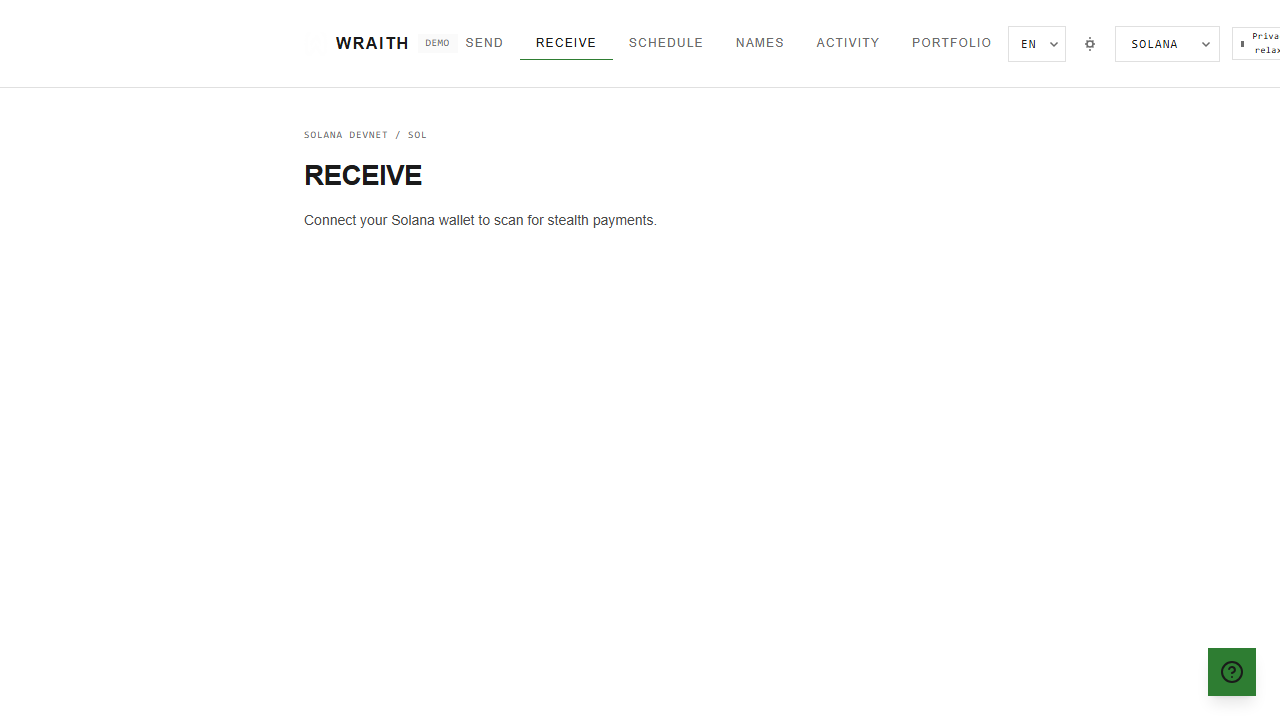 WRAITH DEMO SEND RECEIVE SCHEDULE NAMES ACTIVITY PORTFOLIO EN SOLANA
SOLANA DEVNET / SOL
RECEIVE
Connect your Solana wallet to scan for stealth payments.